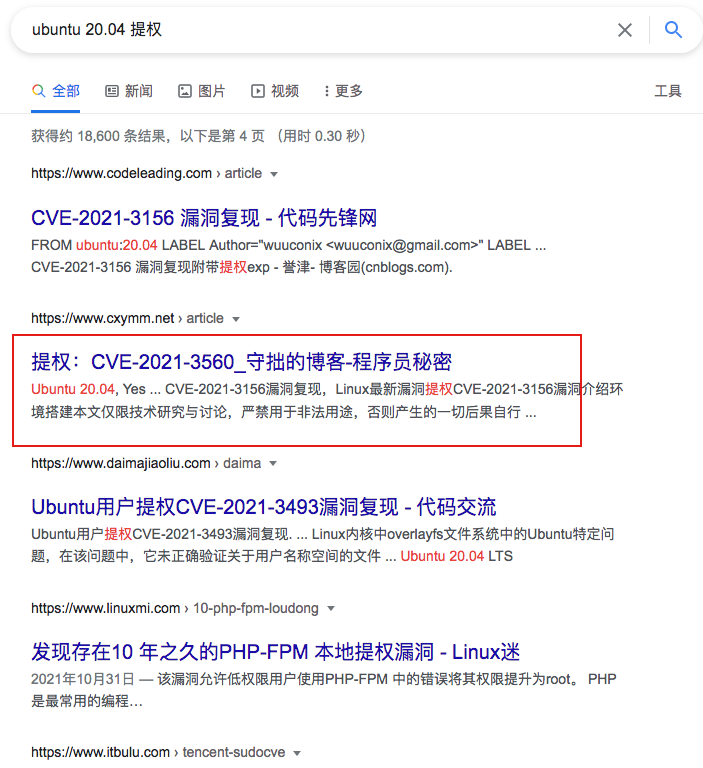 ubuntu 20.04 提权
全部 新闻 图片 视频 更多 工具
获得约 18,600 条结果，以下是第 4 页 （用时 0.30 秒）
https://www.codeleading.com › article
CVE-2021-3156 漏洞复现 - 代码先锋网
FROM ubuntu:20.04 LABEL Author="wuuconix <wuuconix@gmail.com>" LABEL ...
CVE-2021-3156 漏洞复现附带提权exp - 誉津- 博客园(cnblogs.com).
https://www.cxymm.net › article
提权：CVE-2021-3560_守拙的博客-程序员秘密
Ubuntu 20.04, Yes ... CVE-2021-3156漏洞复现，Linux最新漏洞提权CVE-2021-3156漏洞介绍环
境搭建本文仅限技术研究与讨论，严禁用于非法用途，否则产生的一切后果自行 ...
https://www.daimajiaoliu.com › daima
Ubuntu用户提权CVE-2021-3493漏洞复现 - 代码交流
Ubuntu用户提权CVE-2021-3493漏洞复现. ... Linux内核中overlayfs文件系统中的Ubuntu特定问
题，在该问题中，它未正确验证关于用户名称空间的文件 ... Ubuntu 20.04 LTS
https://www.linuxmi.com › 10-php-fpm-loudong
发现存在10 年之久的PHP-FPM 本地提权漏洞 - Linux迷
2021年10月31日 — 该漏洞允许低权限用户使用PHP-FPM 中的错误将其权限提升为root。 PHP
是最常用的编程...
https://www.itbulu.com › tencent-sudocve